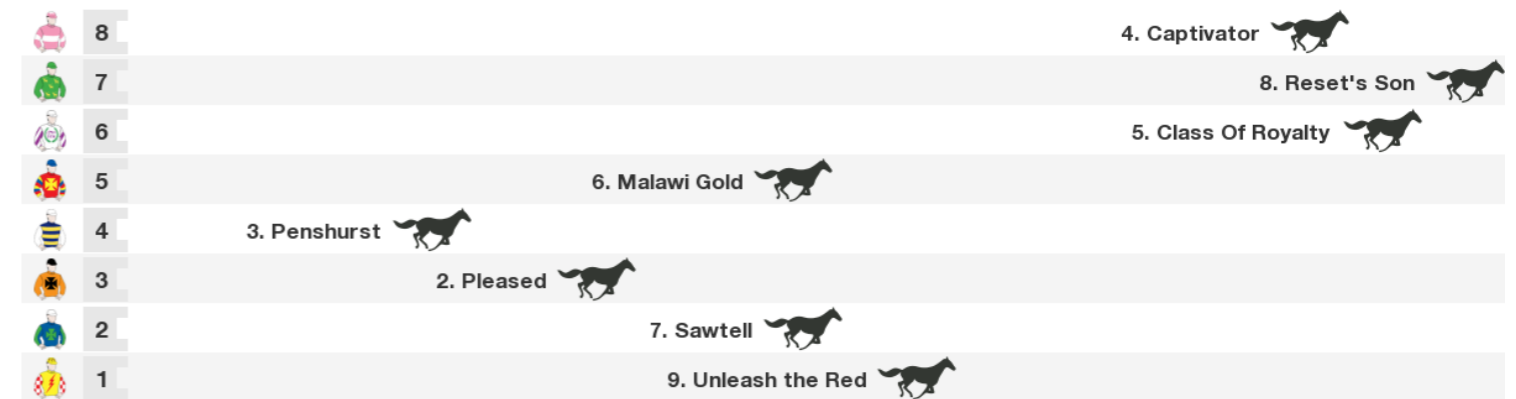 8 4. Captivator
7 8. Reset's Son
6 5. Class Of Royalty
5 6. Malawi Gold
4 3. Penshurst
3 2. Pleased
2 7. Sawtell
1 9. Unleash the Red